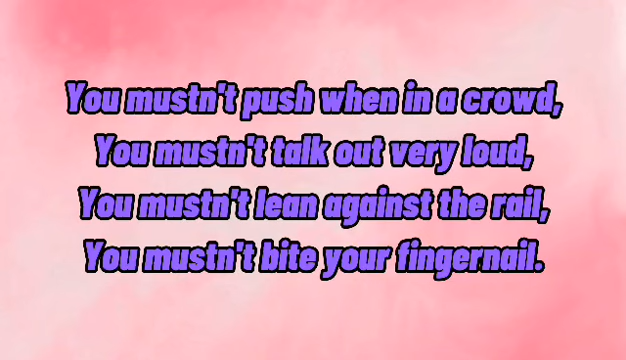 You mustn't push when in a crowd,
You mustn't talk out very loud,
You mustn't lean against the rail,
You mustn't bite your fingernail.